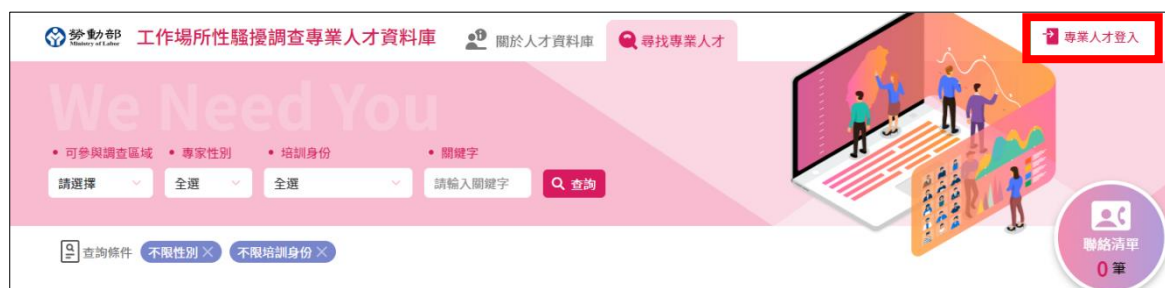 勞動部 Ministry of Labor 工作場所性騷擾調查專業人才資料庫 關於人才資料庫 尋找專業人才 專業人才登入
We Need You
• 可參與調查區域 • 專家性別 • 培訓身份 • 關鍵字
請選擇 全選 全選 請輸入關鍵字 查詢
查詢條件 不限性別 × 不限培訓身份 ×
聯絡清單
0 筆